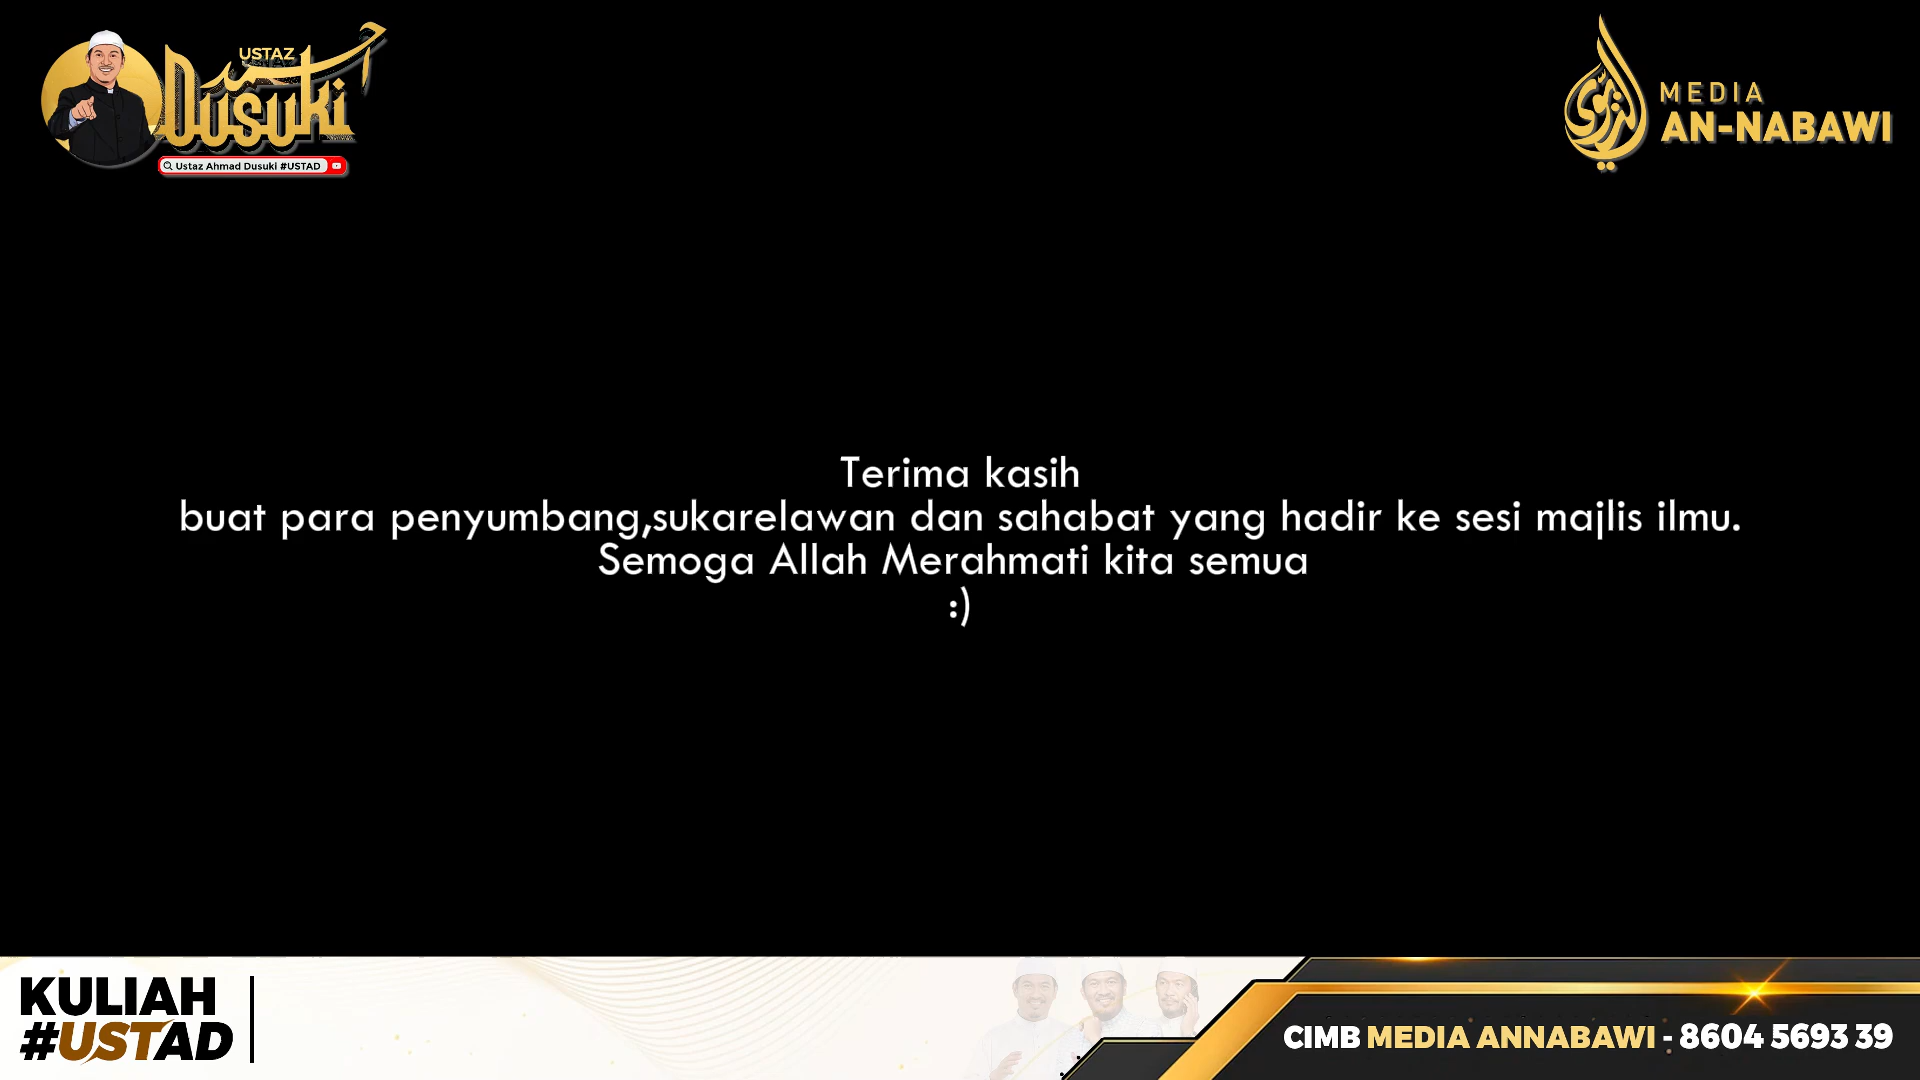 USTAZ
أحمد
Dusuki
Ustaz Ahmad Dusuki #USTAD
MEDIA
AN-NABAWI
Terima kasih
buat para penyumbang,sukarelawan dan sahabat yang hadir ke sesi majlis ilmu.
Semoga Allah Merahmati kita semua
:)
KULIAH
#USTAD
CIMB MEDIA ANNABAWI - 8604 5693 39